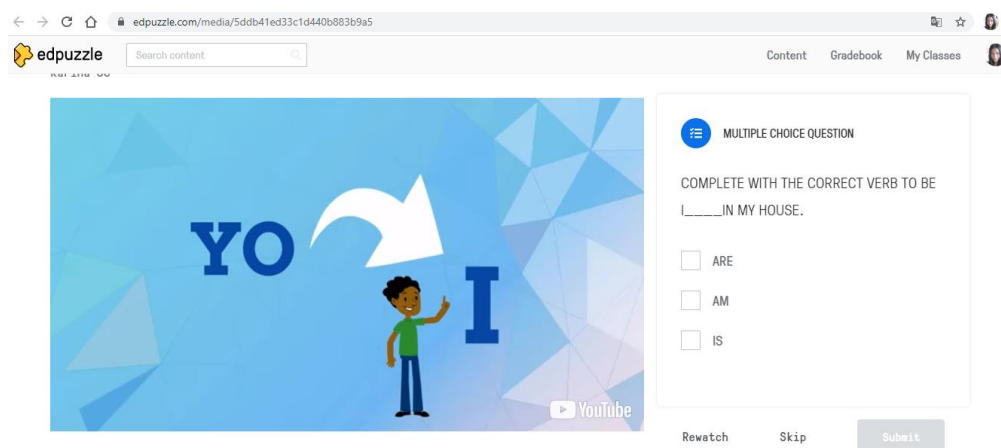 edpuzzle.com/media/5ddb41ed33c1d440b883b9a5
edpuzzle
Search content
Content
Gradebook
My Classes
YO
I
YouTube
MULTIPLE CHOICE QUESTION
COMPLETE WITH THE CORRECT VERB TO BE
I____IN MY HOUSE.
ARE
AM
IS
Rewatch
Skip
Submit